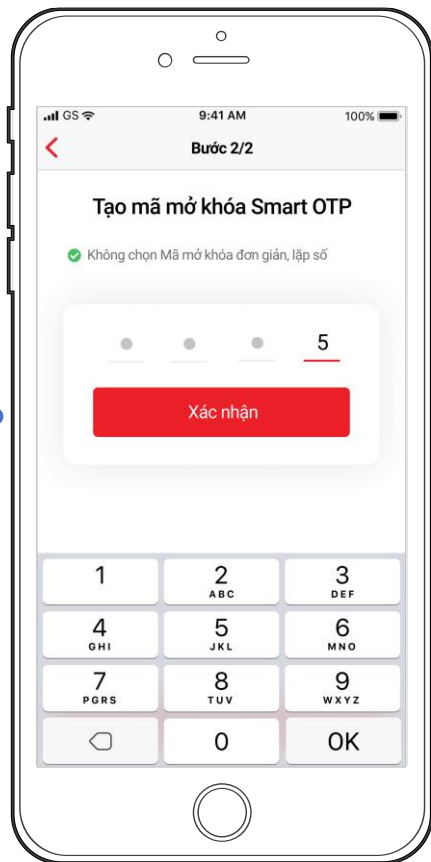 GS 9:41 AM 100%
Bước 2/2
Tạo mã mở khóa Smart OTP
Không chọn Mã mở khóa đơn giản, lặp số
5
Xác nhận
1 2 3
ABC DEF
4 5 6
GHI JKL MNO
7 8 9
PGRS TUV WXYZ
0 OK